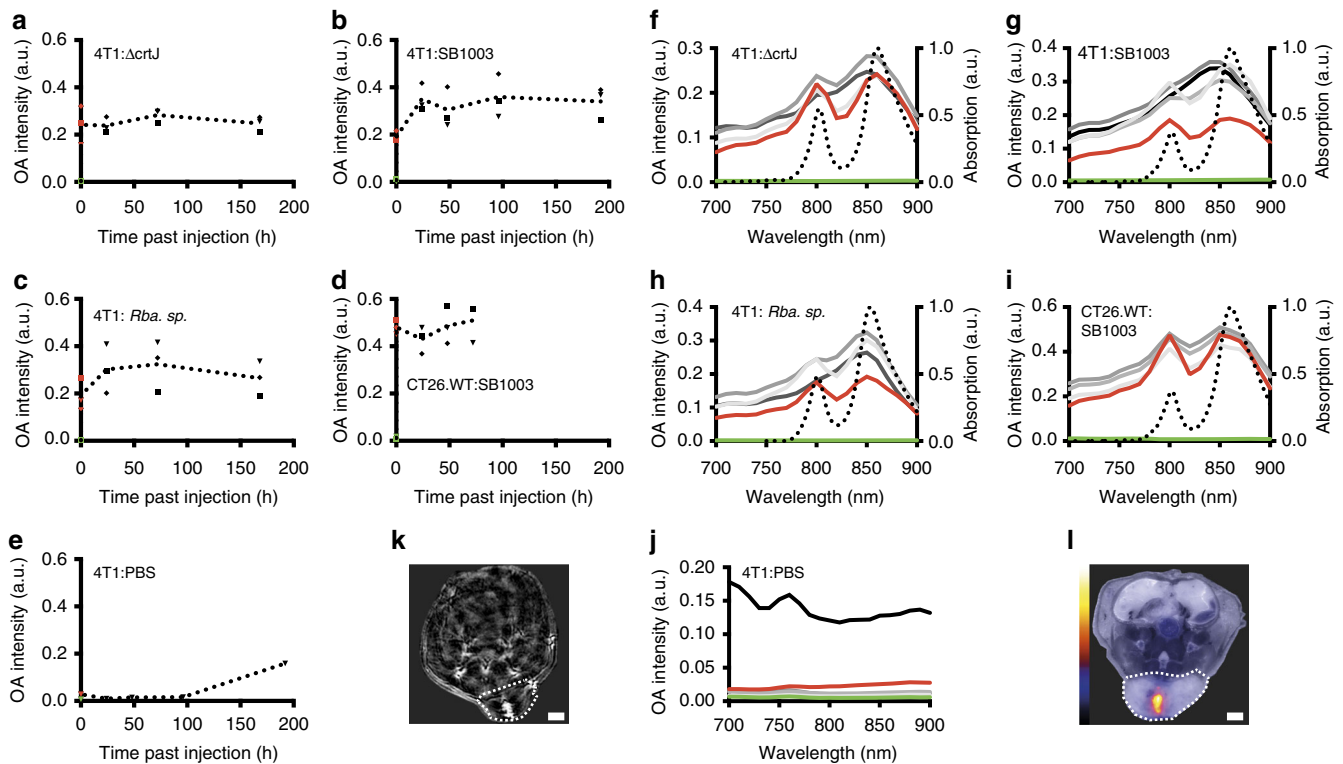 a
4T1:ΔcrtJ
OA intensity (a.u.)
0.6
0.4
0.2
0.0
0 50 100 150 200
Time past injection (h)
b
4T1:SB1003
OA intensity (a.u.)
0.6
0.4
0.2
0.0
0 50 100 150 200
Time past injection (h)
f
4T1:ΔcrtJ
OA intensity (a.u.)
0.3
0.2
0.1
0.0
1.0
0.5
0.0
Absorption (a.u.)
700 750 800 850 900
Wavelength (nm)
g
4T1:SB1003
OA intensity (a.u.)
0.4
0.3
0.2
0.1
0.0
1.0
0.5
0.0
Absorption (a.u.)
700 750 800 850 900
Wavelength (nm)
c
4T1: Rba. sp.
OA intensity (a.u.)
0.6
0.4
0.2
0.0
0 50 100 150 200
Time past injection (h)
d
CT26.WT:SB1003
OA intensity (a.u.)
0.6
0.4
0.2
0.0
0 50 100 150 200
Time past injection (h)
h
4T1: Rba. sp.
OA intensity (a.u.)
0.4
0.3
0.2
0.1
0.0
1.0
0.5
0.0
Absorption (a.u.)
700 750 800 850 900
Wavelength (nm)
i
CT26.WT:
SB1003
OA intensity (a.u.)
0.6
0.4
0.2
0.0
1.0
0.5
0.0
Absorption (a.u.)
700 750 800 850 900
Wavelength (nm)
e
4T1:PBS
OA intensity (a.u.)
0.6
0.4
0.2
0.0
0 50 100 150 200
Time past injection (h)
k
j
4T1:PBS
OA intensity (a.u.)
0.20
0.15
0.10
0.05
0.00
700 750 800 850 900
Wavelength (nm)
l